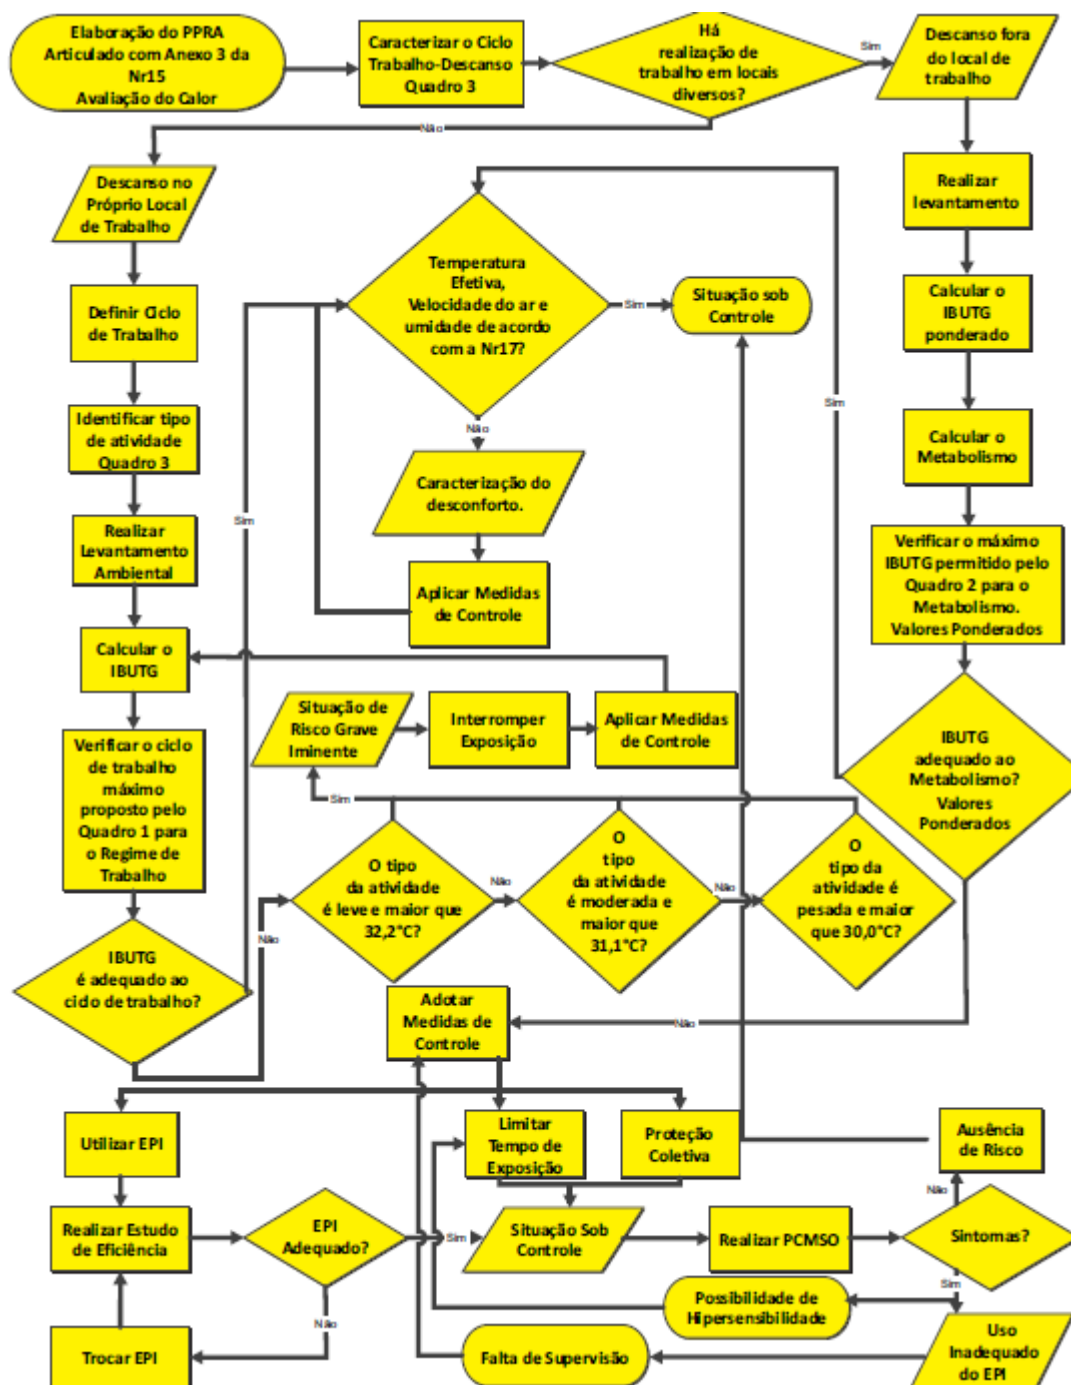 Elaboração do PPRA
Articulado com Anexo 3 da
Nr15
Avaliação do Calor
Caracterizar o Ciclo
Trabalho-Descanso
Quadro 3
Há
realização de
trabalho em locais
diversos?
Sim
Descanso fora
do local de
trabalho
Não
Descanso no
Próprio Local
de Trabalho
Realizar
levantamento
Temperatura
Efetiva,
Velocidade do ar e
umidade de acordo
com a Nr17?
Sim
Situação sob
Controle
Definir Ciclo
de Trabalho
Calcular o
IBUTG
ponderado
Sim
Não
Identificar tipo
de atividade
Quadro 3
Calcular o
Metabolismo
Caracterização do
desconforto.
Sim
Realizar
Levantamento
Ambiental
Verificar o máximo
IBUTG permitido pelo
Quadro 2 para o
Metabolismo.
Valores Ponderados
Aplicar Medidas
de Controle
Calcular o
IBUTG
Situação de
Risco Grave
Iminente
Interromper
Exposição
Aplicar Medidas
de Controle
IBUTG
adequado ao
Metabolismo?
Valores
Ponderados
Verificar o ciclo
de trabalho
máximo
proposto pelo
Quadro 1 para
o Regime de
Trabalho
Sim
O tipo
da atividade
é leve e maior que
32,2°C?
Não
O
tipo
da atividade
é moderada e
maior que
31,1°C?
Não
O
tipo da
atividade é
pesada e maior
que 30,0°C?
Não
IBUTG
é adequado ao
ciclo de trabalho?
Adotar
Medidas de
Controle
Não
Utilizar EPI
Limitar
Tempo de
Exposição
Proteção
Coletiva
Ausência
de Risco
Não
Realizar Estudo
de Eficiência
EPI
Adequado?
Sim
Situação Sob
Controle
Realizar PCMSO
Sintomas?
Sim
Não
Possibilidade de
Hipersensibilidade
Trocar EPI
Falta de Supervisão
Uso
Inadequado
do EPI